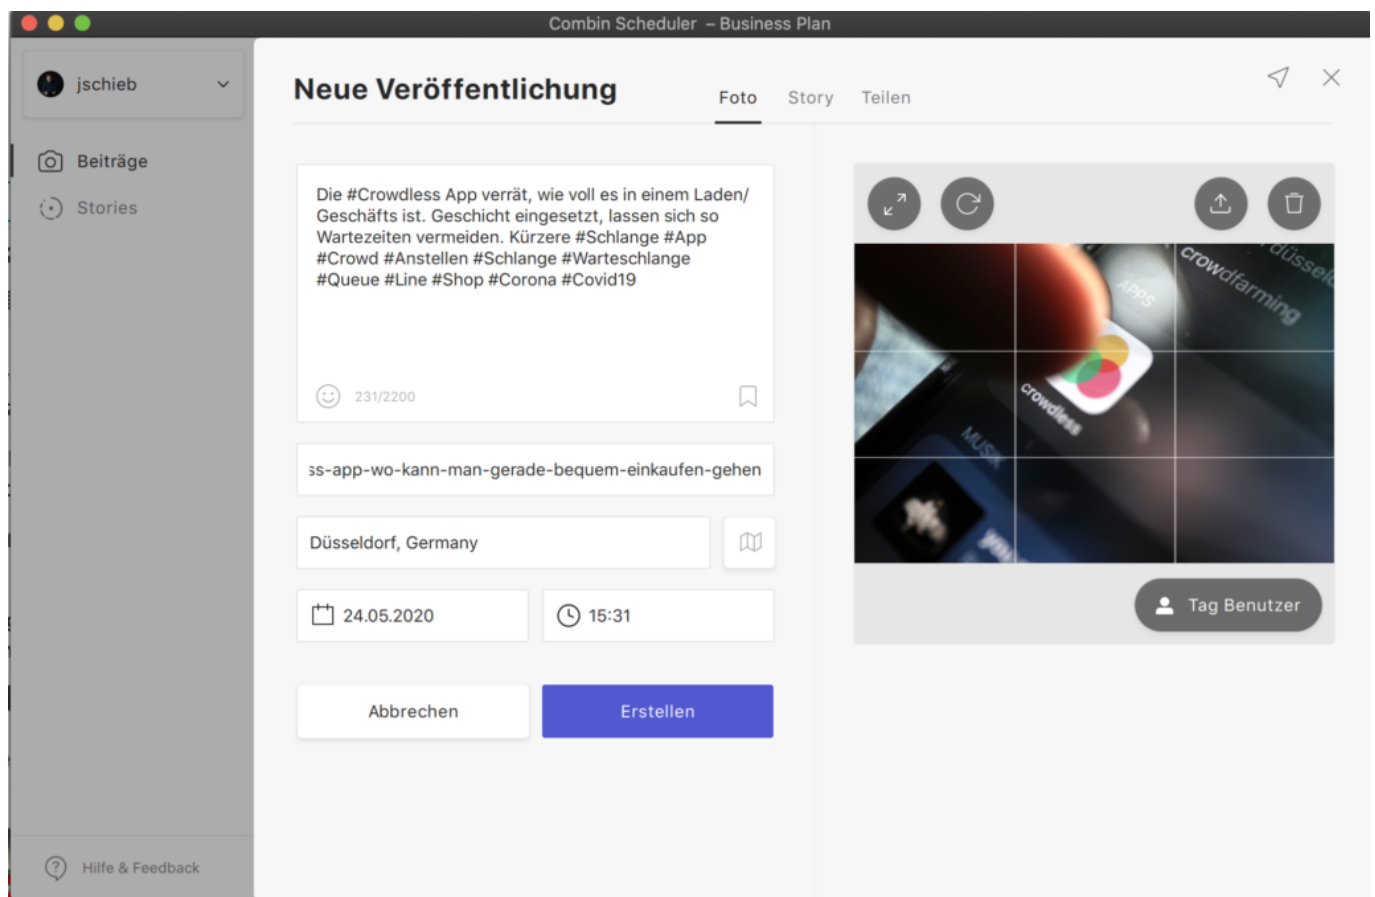 Combin Scheduler – Business Plan
jschieb
Beiträge
Stories
Hilfe & Feedback
Neue Veröffentlichung
Foto
Story
Teilen
Die #Crowdless App verrät, wie voll es in einem Laden/
Geschäfts ist. Geschicht eingesetzt, lassen sich so
Wartezeiten vermeiden. Kürzere #Schlange #App
#Crowd #Anstellen #Schlange #Warteschlange
#Queue #Line #Shop #Corona #Covid19
231/2200
ss-app-wo-kann-man-gerade-bequem-einkaufen-gehen
Düsseldorf, Germany
24.05.2020
15:31
Abbrechen
Erstellen
düsseld
crowdfarming
APPS
crowdless
MUSIK
Tag Benutzer